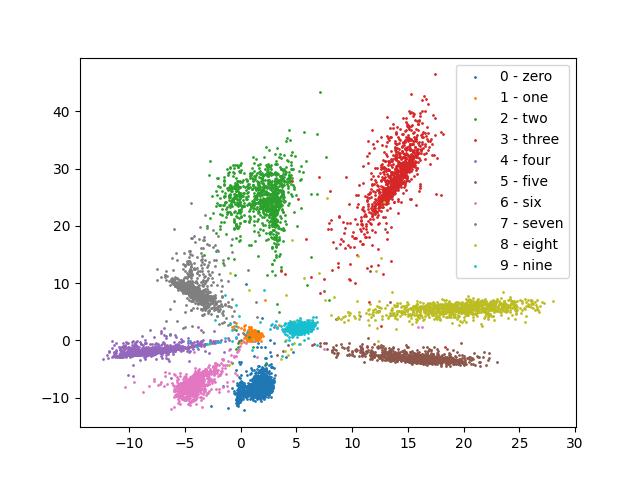 0 - zero
1 - one
2 - two
3 - three
4 - four
5 - five
6 - six
7 - seven
8 - eight
9 - nine
40
30
20
10
0
−10
−10
−5
0
5
10
15
20
25
30